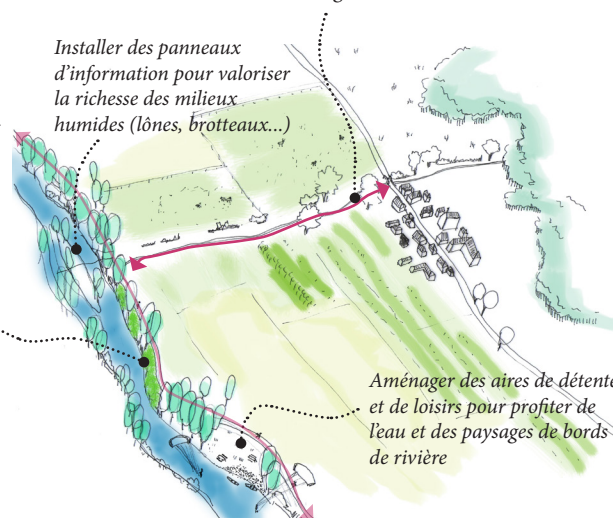 Installer des panneaux
d'information pour valoriser
la richesse des milieux
humides (lônes, brotteaux...)
Aménager des aires de détente
et de loisirs pour profiter de
l'eau et des paysages de bords
de rivière